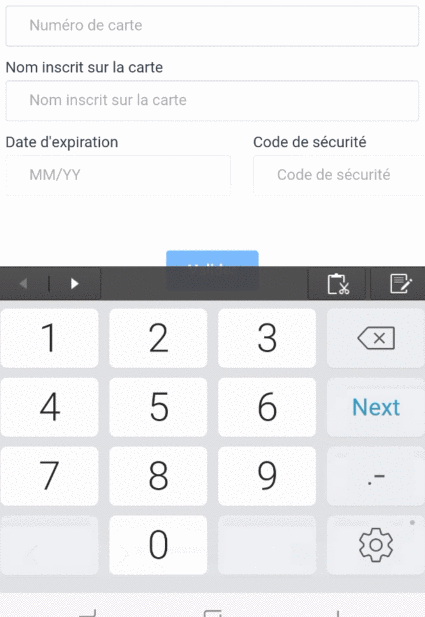 Numéro de carte
Nom inscrit sur la carte
Nom inscrit sur la carte
Date d'expiration Code de sécurité
MM/YY Code de sécurité
1 2 3
4 5 6 Next
7 8 9 .-
0